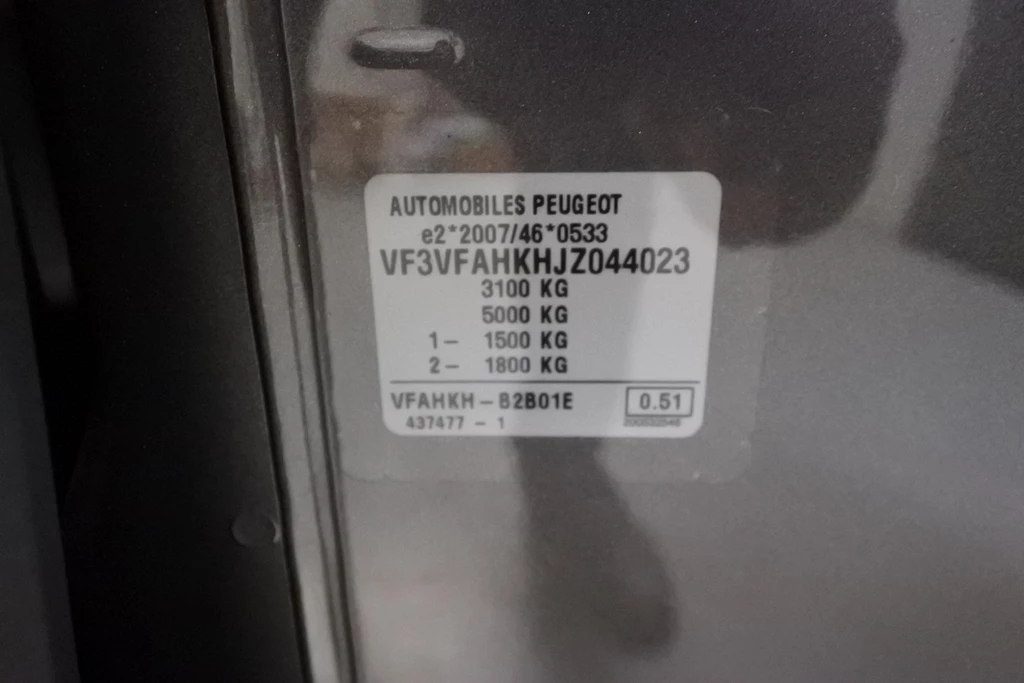 AUTOMOBILES PEUGEOT
e2*2007/46*0533
VF3VFAHKHJZ044023
3100 KG
5000 KG
1- 1500 KG
2- 1800 KG
VFAHKH-B2B01E 0.51
437477 - 1